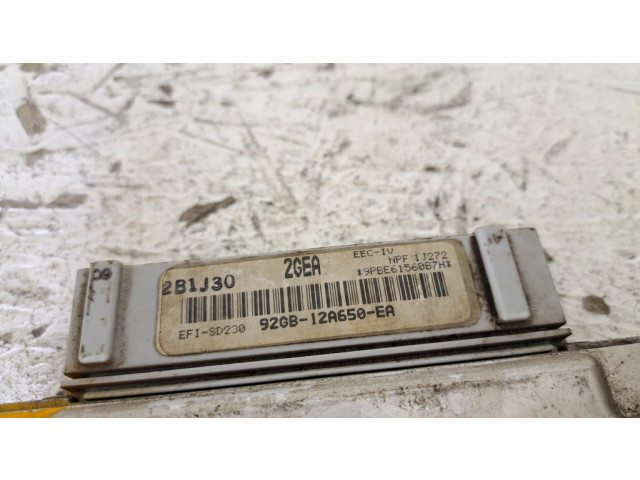 EEC-IV
2GEA
NPF 1J272
2B1J30
*9PBE61560B7H*
EFI-SD230
92GB-12A650-EA